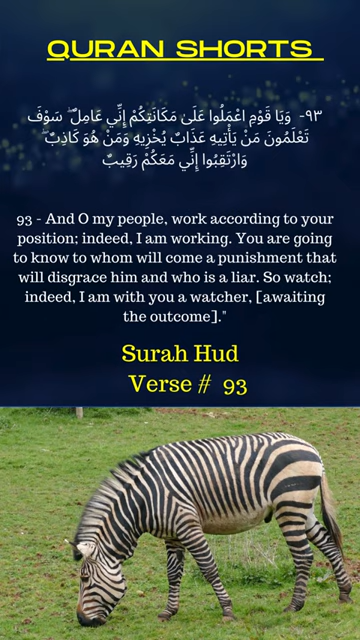 QURAN SHORTS
٩٣- وَيَا قَوْمِ اعْمَلُوا عَلَىٰ مَكَانَتِكُمْ إِنِّي عَامِلٌ ۖ سَوْفَ
تَعْلَمُونَ مَنْ يَأْتِيهِ عَذَابٌ يُخْزِيهِ وَمَنْ هُوَ كَاذِبٌ ۖ
وَارْتَقِبُوا إِنِّي مَعَكُمْ رَقِيبٌ
93 - And O my people, work according to your
position; indeed, I am working. You are going
to know to whom will come a punishment that
will disgrace him and who is a liar. So watch;
indeed, I am with you a watcher, [awaiting
the outcome]."
Surah Hud
Verse # 93